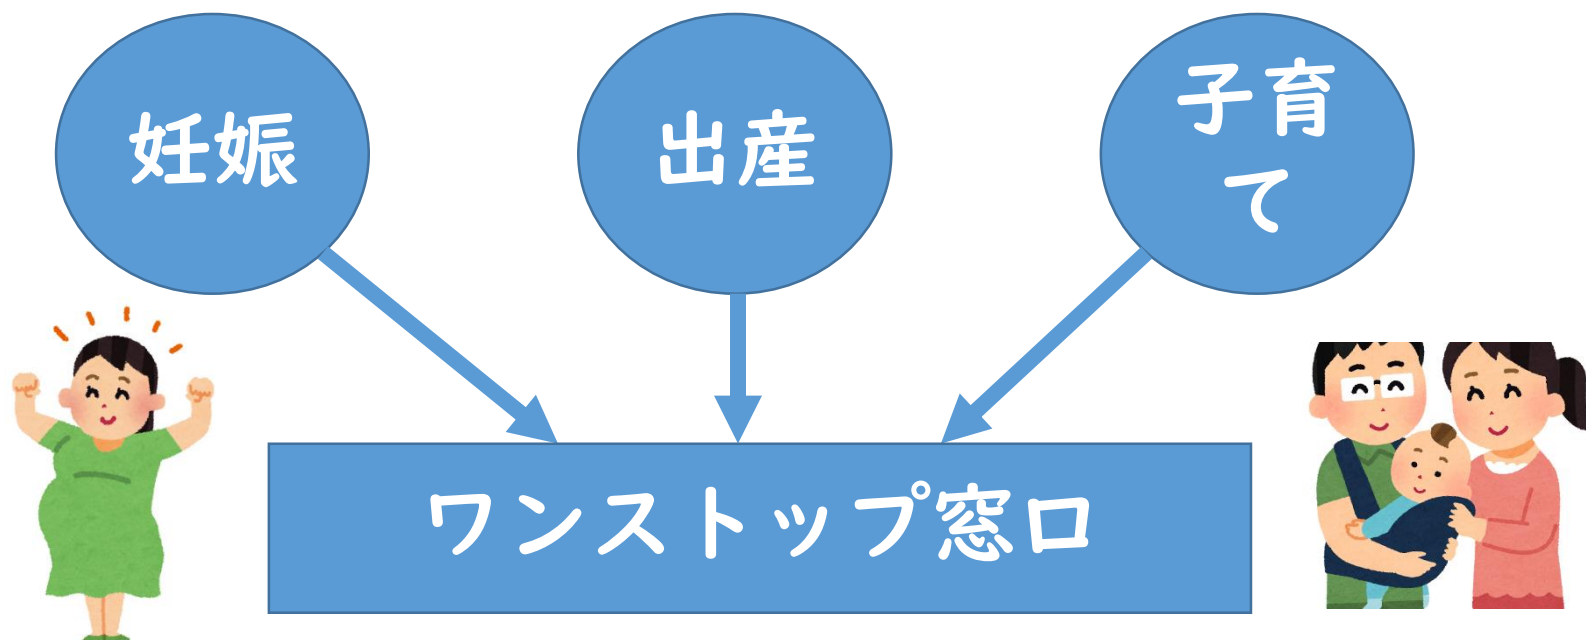 妊娠
出産
子育
て
ワンストップ窓口